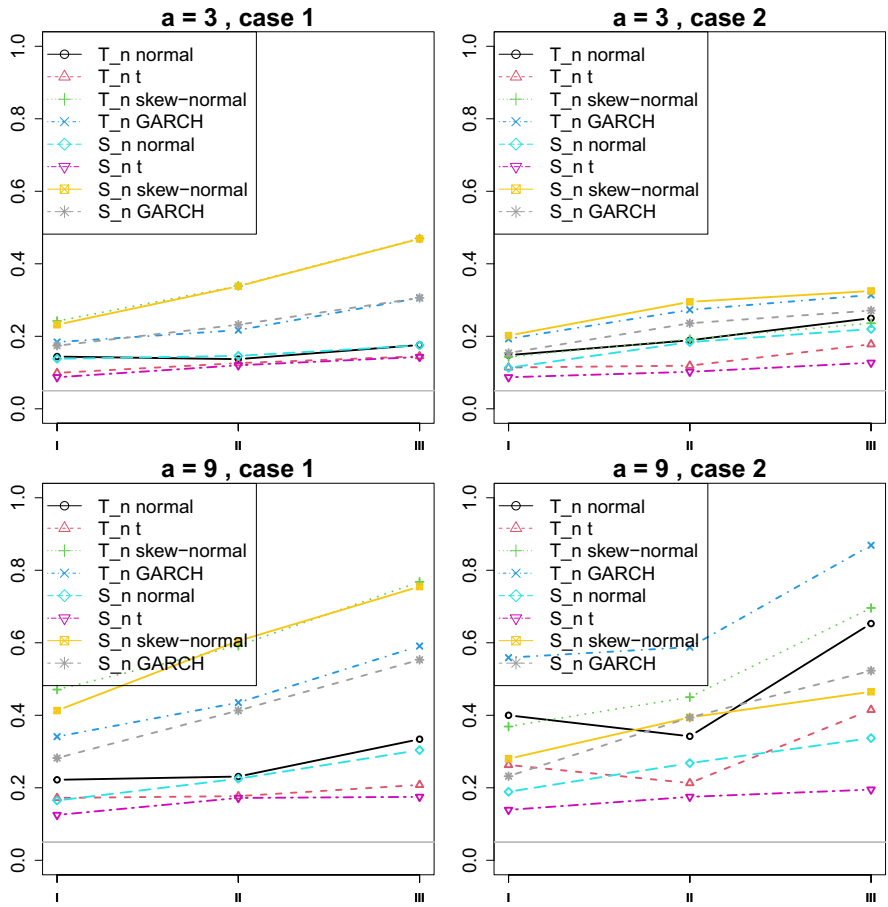 a = 3 , case 1
1.0
0.8
0.6
0.4
0.2
0.0
T_n normal
T_n t
T_n skew−normal
T_n GARCH
S_n normal
S_n t
S_n skew−normal
S_n GARCH
I
II
III
a = 3 , case 2
1.0
0.8
0.6
0.4
0.2
0.0
T_n normal
T_n t
T_n skew−normal
T_n GARCH
S_n normal
S_n t
S_n skew−normal
S_n GARCH
I
II
III
a = 9 , case 1
1.0
0.8
0.6
0.4
0.2
0.0
T_n normal
T_n t
T_n skew−normal
T_n GARCH
S_n normal
S_n t
S_n skew−normal
S_n GARCH
I
II
III
a = 9 , case 2
1.0
0.8
0.6
0.4
0.2
0.0
T_n normal
T_n t
T_n skew−normal
T_n GARCH
S_n normal
S_n t
S_n skew−normal
S_n GARCH
I
II
III